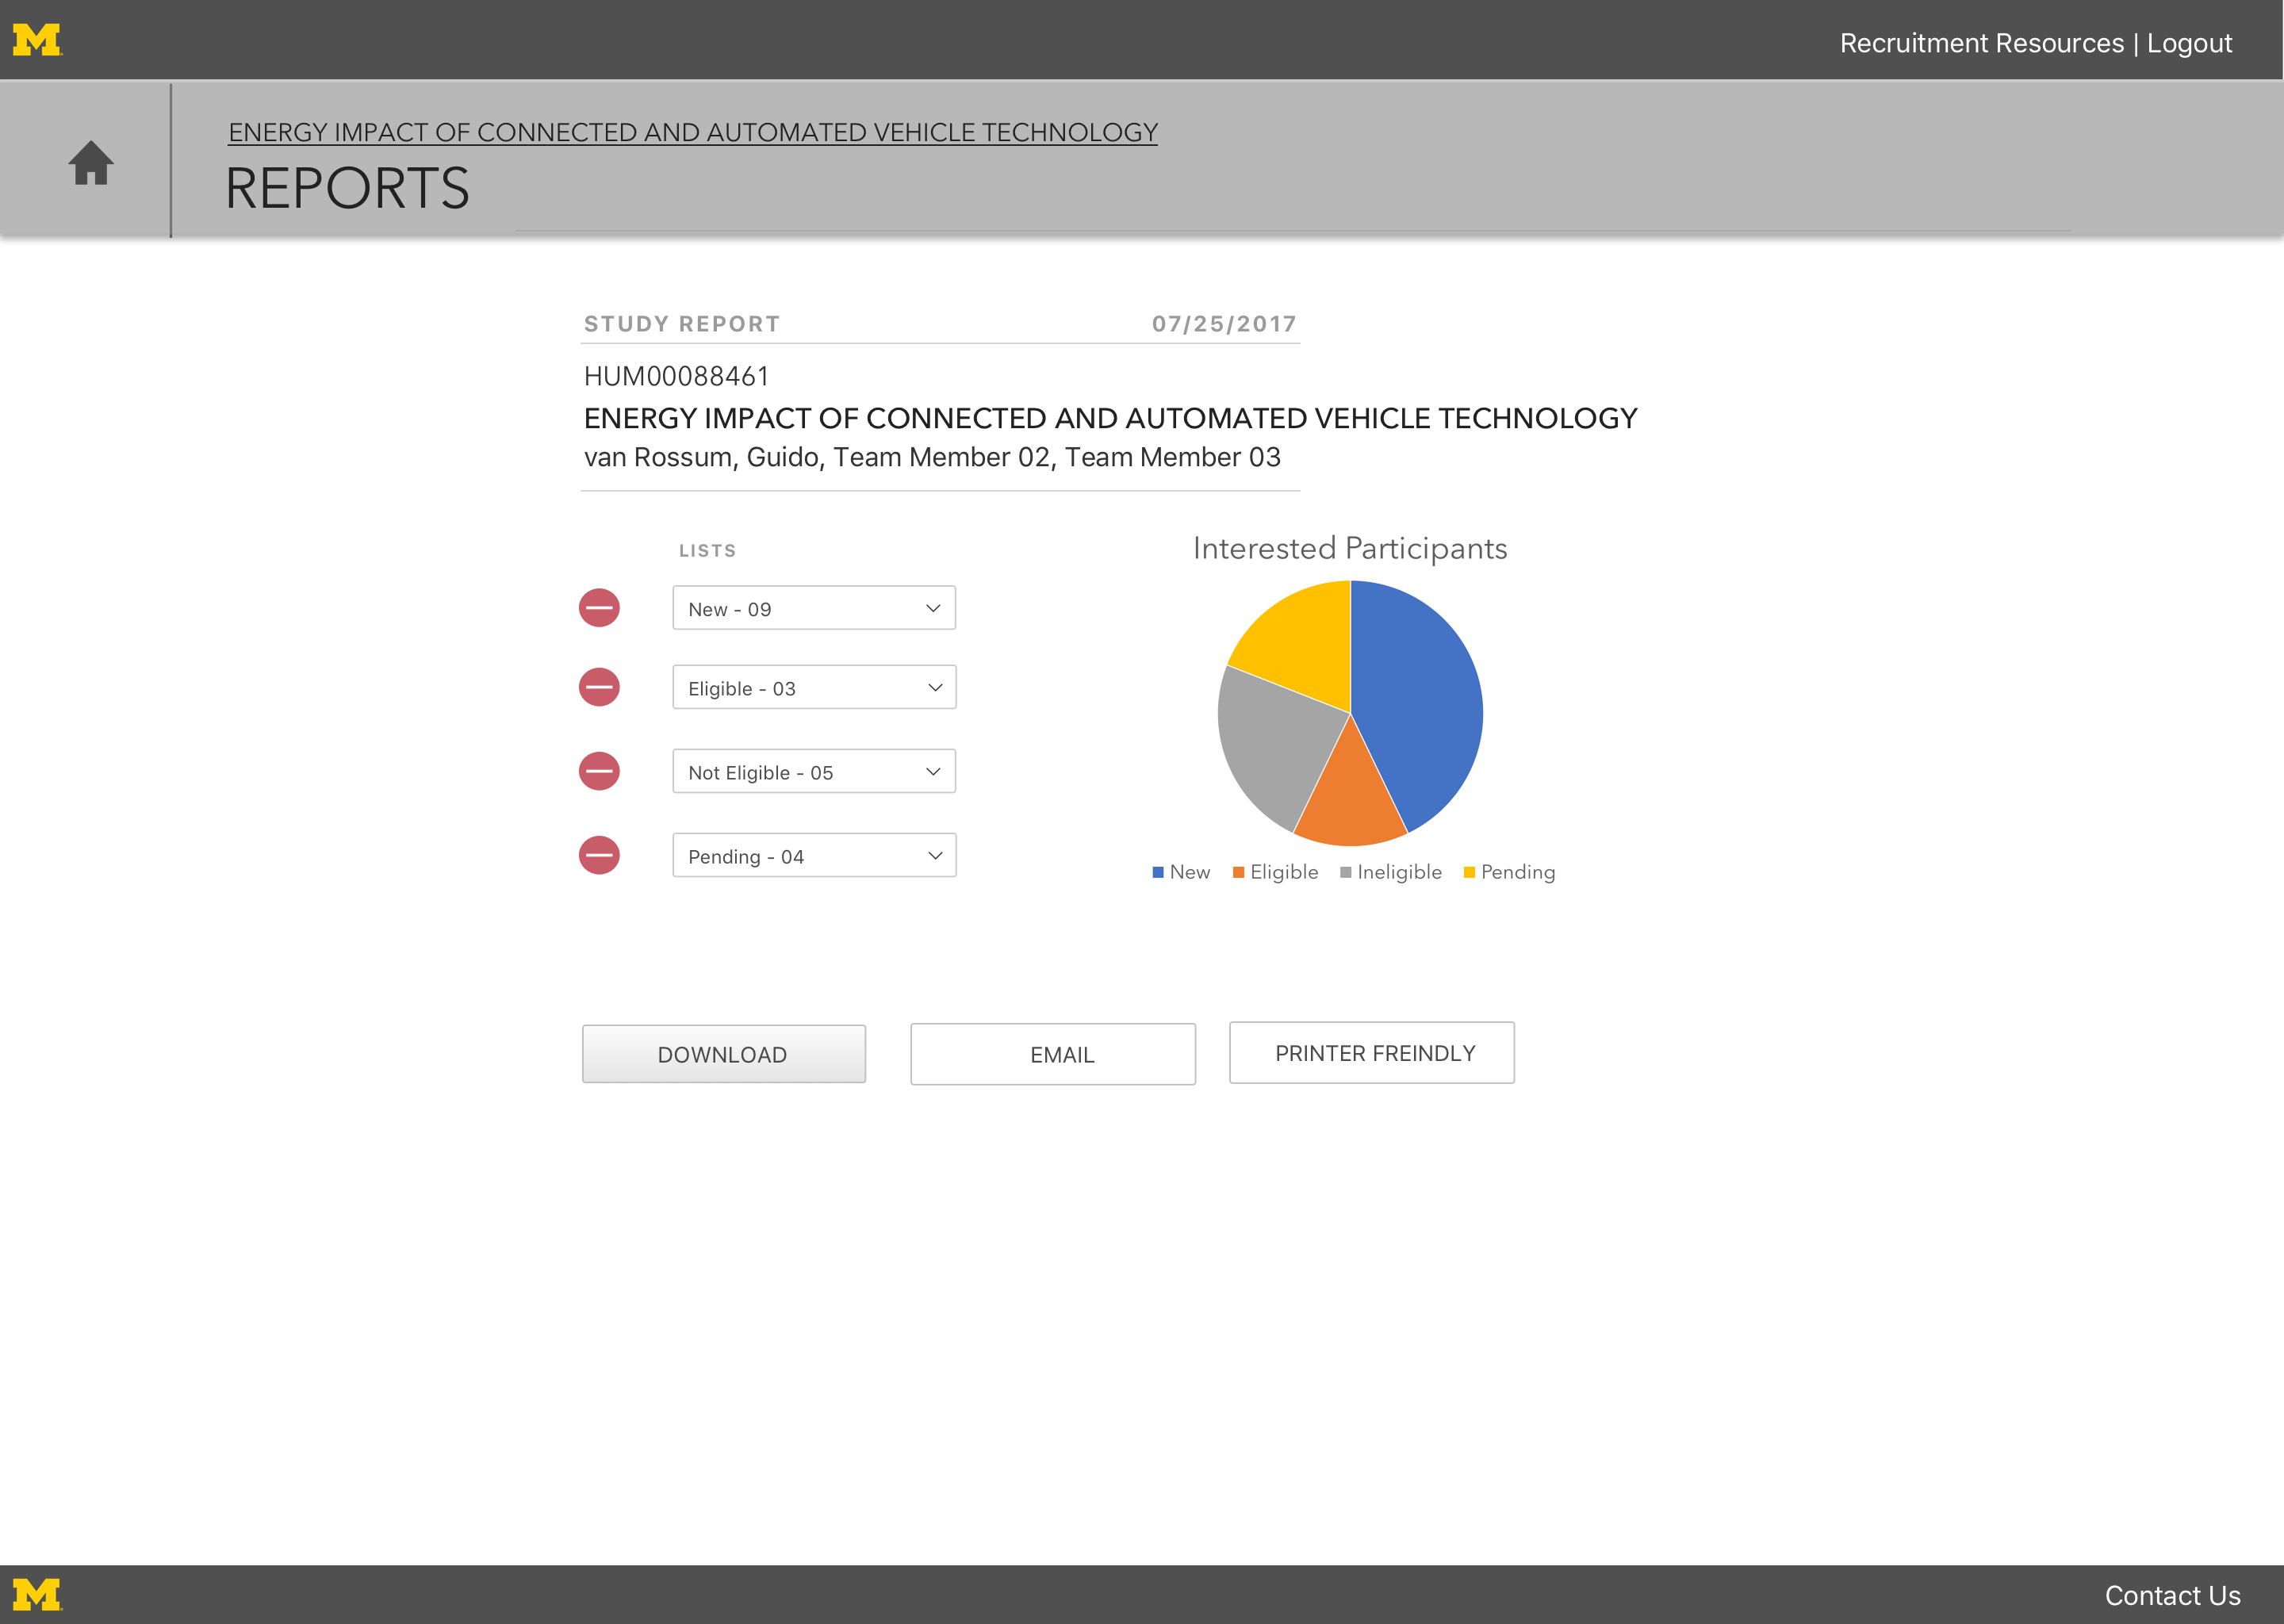 M
Recruitment Resources | Logout
ENERGY IMPACT OF CONNECTED AND AUTOMATED VEHICLE TECHNOLOGY
REPORTS
STUDY REPORT 07/25/2017
HUM00088461
ENERGY IMPACT OF CONNECTED AND AUTOMATED VEHICLE TECHNOLOGY
van Rossum, Guido, Team Member 02, Team Member 03
LISTS
New - 09
Eligible - 03
Not Eligible - 05
Pending - 04
Interested Participants
New Eligible Ineligible Pending
DOWNLOAD
EMAIL
PRINTER FREINDLY
M
Contact Us